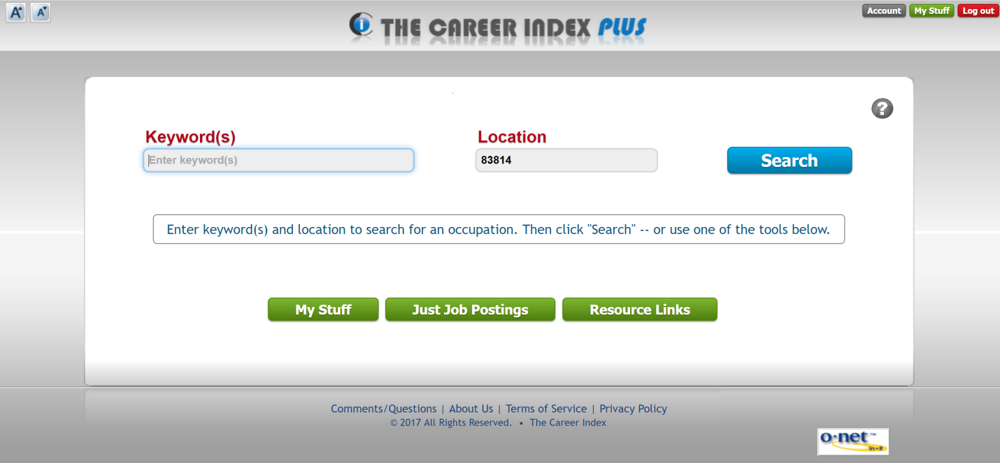 A A Account My Stuff Log out
i THE CAREER INDEX PLUS
?
Keyword(s) Location
Enter keyword(s) 83814 Search
Enter keyword(s) and location to search for an occupation. Then click "Search" -- or use one of the tools below.
My Stuff Just Job Postings Resource Links
Comments/Questions | About Us | Terms of Service | Privacy Policy
© 2017 All Rights Reserved. • The Career Index
o·net™
in-it